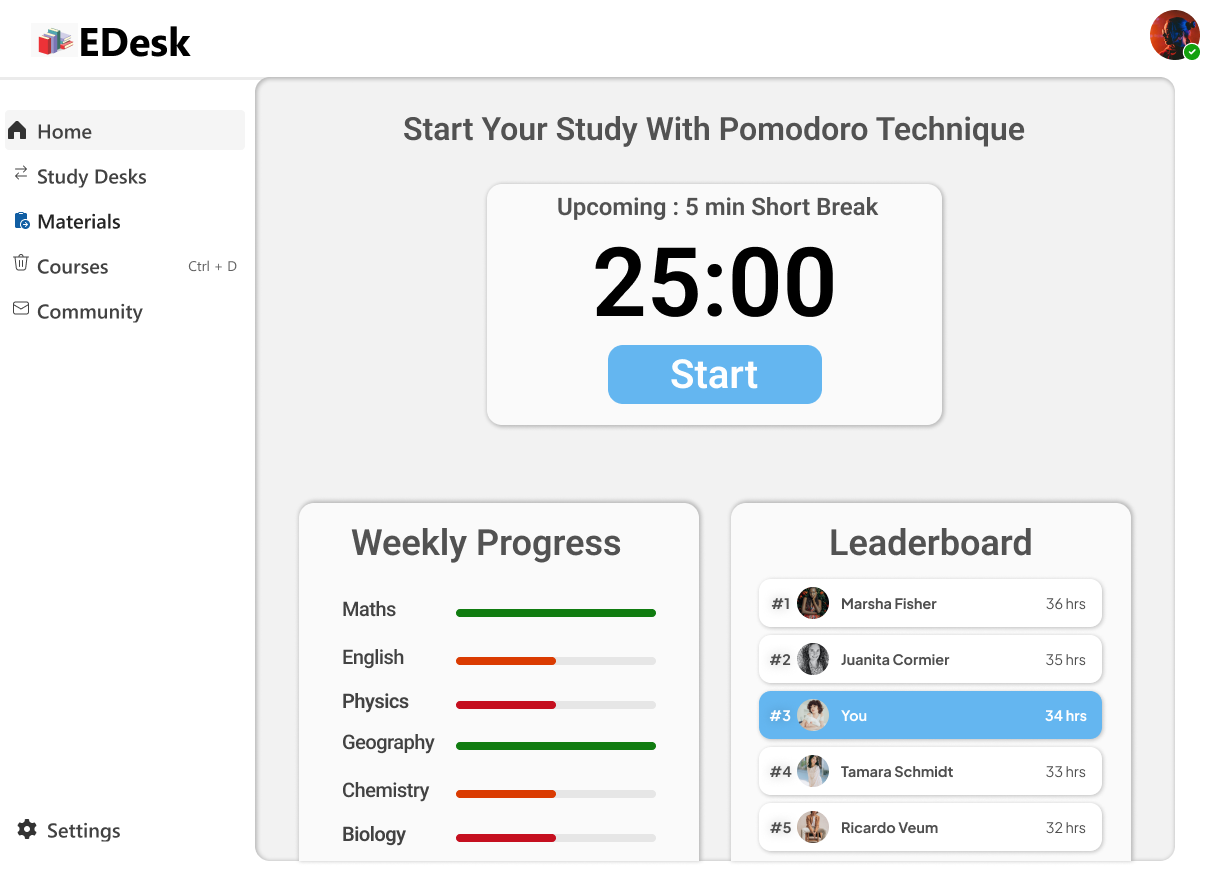 EDesk
Home
Study Desks
Materials
Courses Ctrl + D
Community
Settings
Start Your Study With Pomodoro Technique
Upcoming : 5 min Short Break
25:00
Start
Weekly Progress
Maths
English
Physics
Geography
Chemistry
Biology
Leaderboard
#1 Marsha Fisher 36 hrs
#2 Juanita Cormier 35 hrs
#3 You 34 hrs
#4 Tamara Schmidt 33 hrs
#5 Ricardo Veum 32 hrs